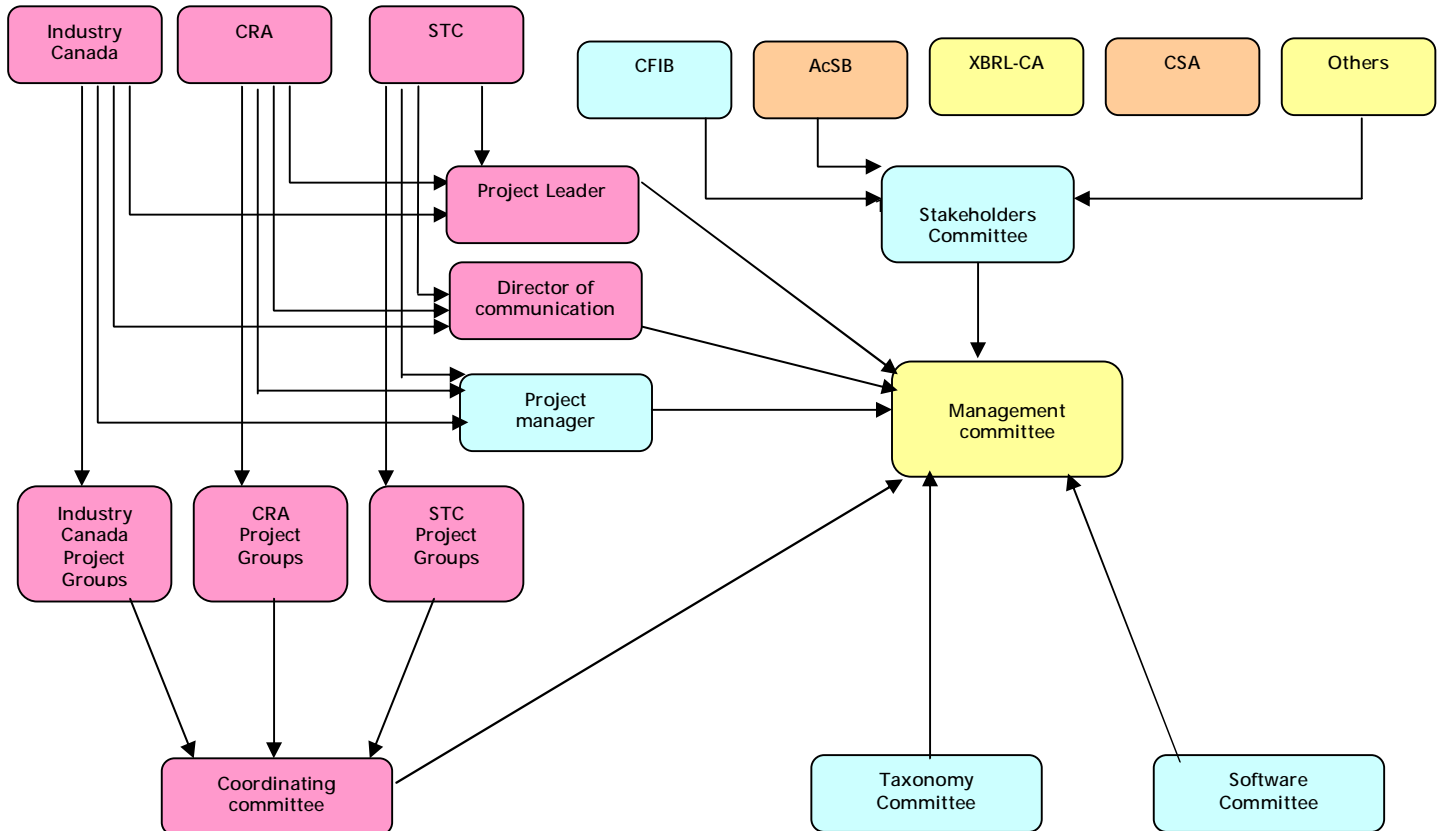 Industry
Canada
CRA
STC
CFIB
AcSB
XBRL-CA
CSA
Others
Project Leader
Stakeholders
Committee
Director of
communication
Project
manager
Management
committee
Industry
Canada
Project
Groups
CRA
Project
Groups
STC
Project
Groups
Coordinating
committee
Taxonomy
Committee
Software
Committee